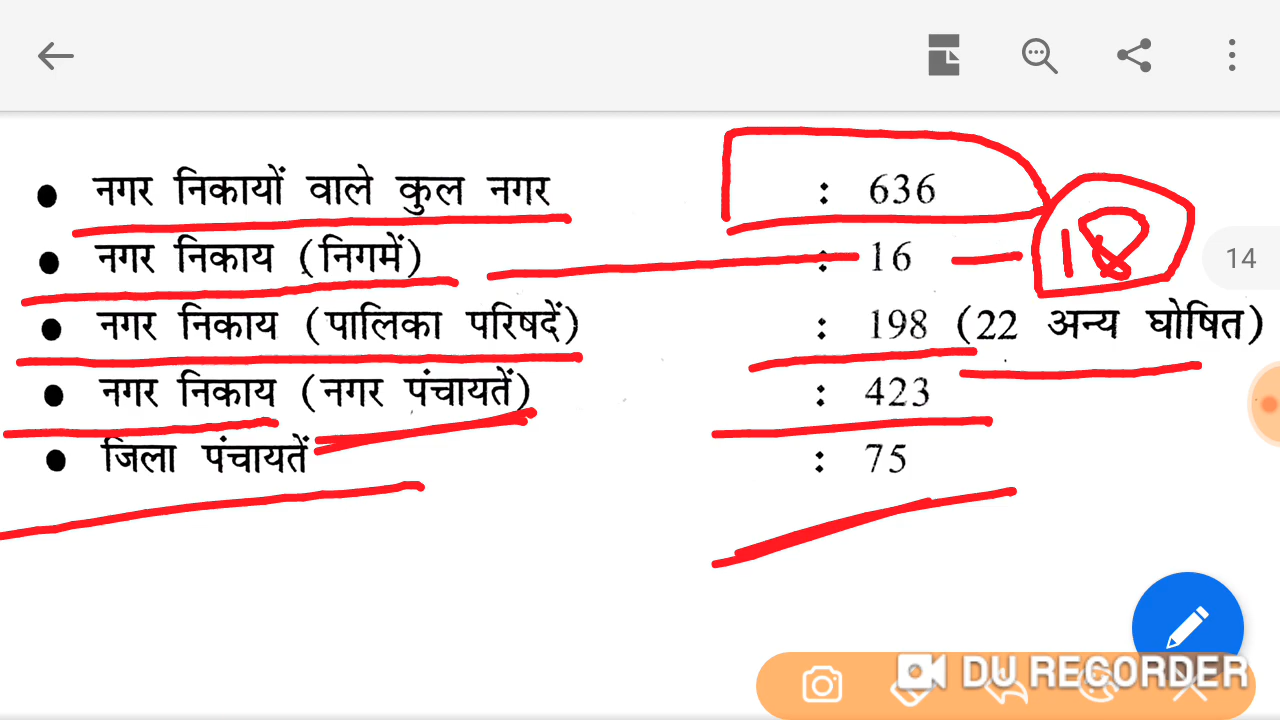 • नगर निकायों वाले कुल नगर : 636
• नगर निकाय (निगमें) : 16 18
• नगर निकाय (पालिका परिषदें) : 198 (22 अन्य घोषित)
• नगर निकाय (नगर पंचायतें) : 423
• जिला पंचायतें : 75
14
DU RECORDER